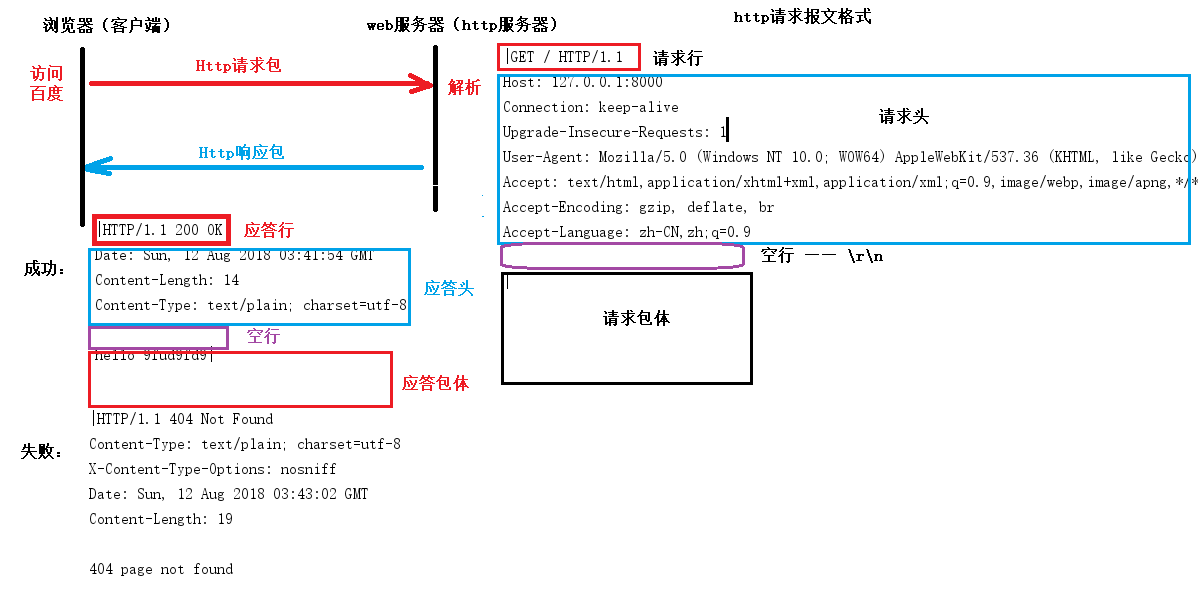 http请求报文格式
浏览器（客户端）
web服务器（http服务器）
访问
百度
Http请求包
解析
Http响应包
|GET / HTTP/1.1
请求行
Host: 127.0.0.1:8000
Connection: keep-alive
Upgrade-Insecure-Requests: 1
请求头
User-Agent: Mozilla/5.0 (Windows NT 10.0; WOW64) AppleWebKit/537.36 (KHTML, like Gecko)
Accept: text/html,application/xhtml+xml,application/xml;q=0.9,image/webp,image/apng,*/*
Accept-Encoding: gzip, deflate, br
Accept-Language: zh-CN,zh;q=0.9
空行 —— \r\n
|
请求包体
|HTTP/1.1 200 OK
应答行
成功：
Date: Sun, 12 Aug 2018 03:41:54 GMT
Content-Length: 14
Content-Type: text/plain; charset=utf-8
应答头
空行
hello 9fud9fd9|
应答包体
失败：
|HTTP/1.1 404 Not Found
Content-Type: text/plain; charset=utf-8
X-Content-Type-Options: nosniff
Date: Sun, 12 Aug 2018 03:43:02 GMT
Content-Length: 19
404 page not found